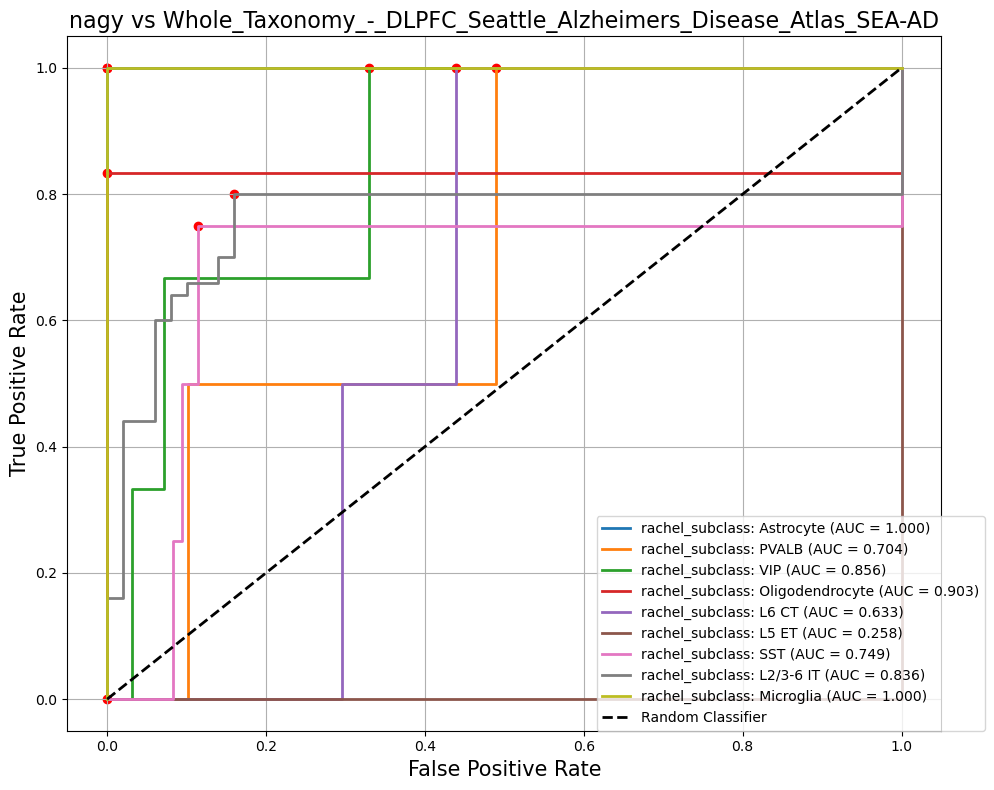 nagy vs Whole_Taxonomy_-_DLPFC_Seattle_Alzheimers_Disease_Atlas_SEA-AD
True Positive Rate
1.0
0.8
0.6
0.4
0.2
0.0
rachel_subclass: Astrocyte (AUC = 1.000)
rachel_subclass: PVALB (AUC = 0.704)
rachel_subclass: VIP (AUC = 0.856)
rachel_subclass: Oligodendrocyte (AUC = 0.903)
rachel_subclass: L6 CT (AUC = 0.633)
rachel_subclass: L5 ET (AUC = 0.258)
rachel_subclass: SST (AUC = 0.749)
rachel_subclass: L2/3-6 IT (AUC = 0.836)
rachel_subclass: Microglia (AUC = 1.000)
Random Classifier
0.0 0.2 0.4 0.6 0.8 1.0
False Positive Rate